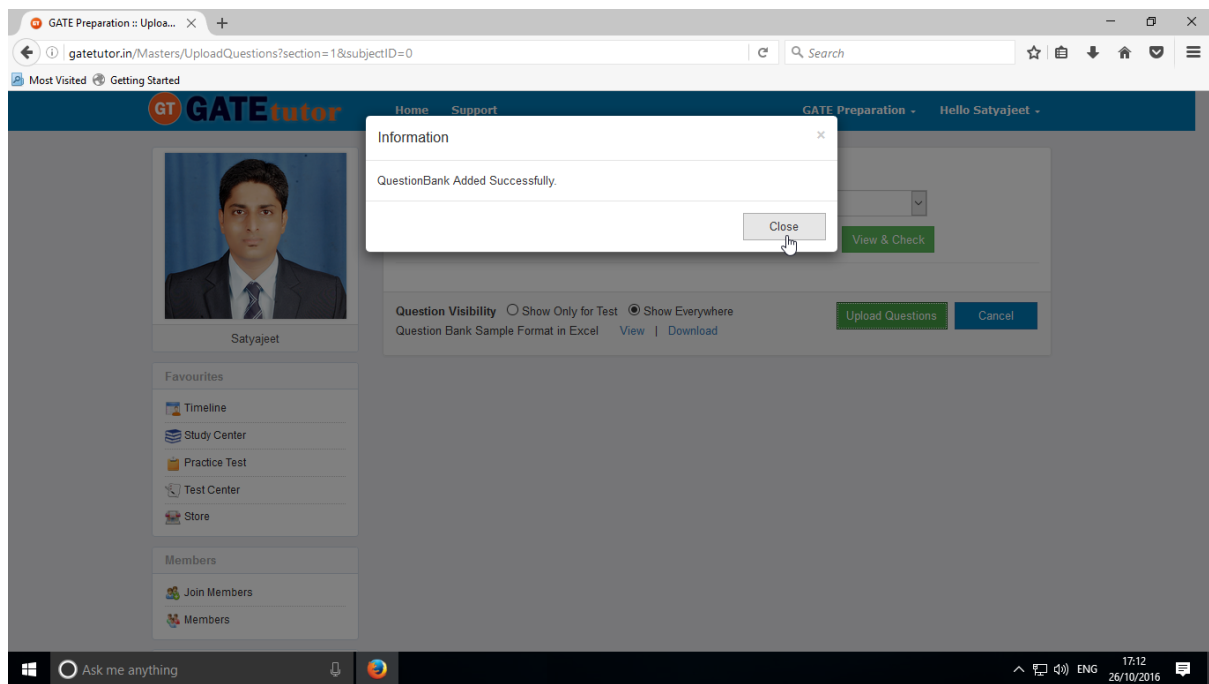 GT GATE Preparation :: Uploa...
gatetutor.in/Masters/UploadQuestions?section=1&subjectID=0
Search
Most Visited Getting Started
GT GATEtutor Home Support GATE Preparation Hello Satyajeet
Information
QuestionBank Added Successfully.
Close
View & Check
Question Visibility Show Only for Test Show Everywhere
Upload Questions Cancel
Question Bank Sample Format in Excel View | Download
Satyajeet
Favourites
Timeline
Study Center
Practice Test
Test Center
Store
Members
Join Members
Members
Ask me anything
ENG
17:12
26/10/2016